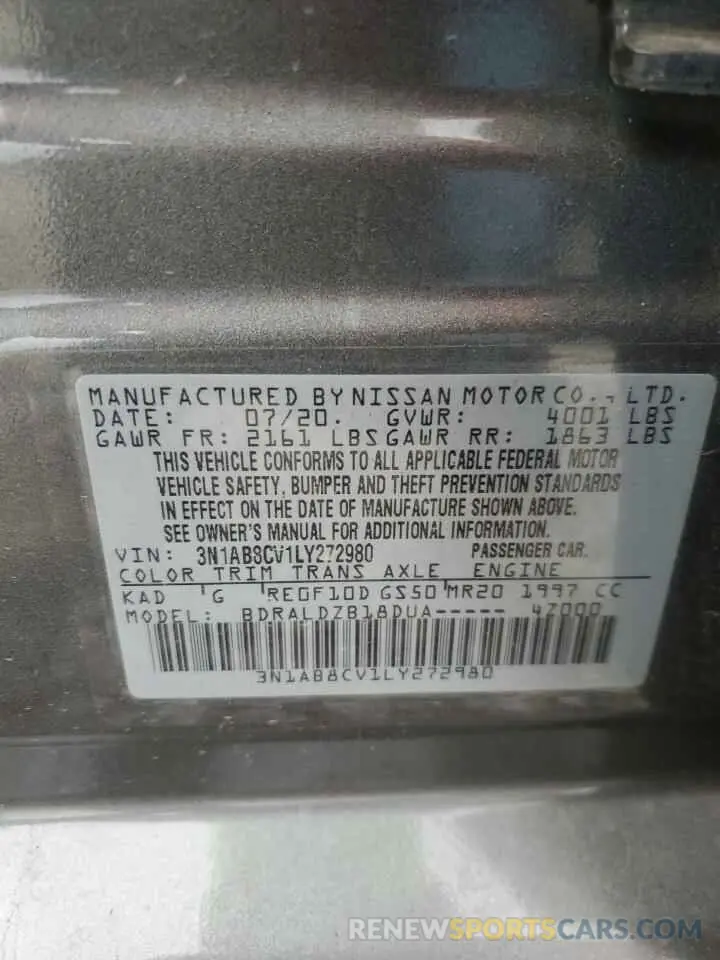 MANUFACTURED BY NISSAN MOTOR CO., LTD.
DATE: 07/20. GVWR: 4001 LBS
GAWR FR: 2161 LBS GAWR RR: 1863 LBS
THIS VEHICLE CONFORMS TO ALL APPLICABLE FEDERAL MOTOR
VEHICLE SAFETY, BUMPER AND THEFT PREVENTION STANDARDS
IN EFFECT ON THE DATE OF MANUFACTURE SHOWN ABOVE.
SEE OWNER'S MANUAL FOR ADDITIONAL INFORMATION.
VIN: 3N1AB8CV1LY272980 PASSENGER CAR
COLOR TRIM TRANS AXLE ENGINE
KAD G RE0F10D GS50 MR20 1997 CC
MODEL: BDRALDZB18DUA----- 4Z000
3N1AB8CV1LY272980
RENEWSPORTSCARS.COM